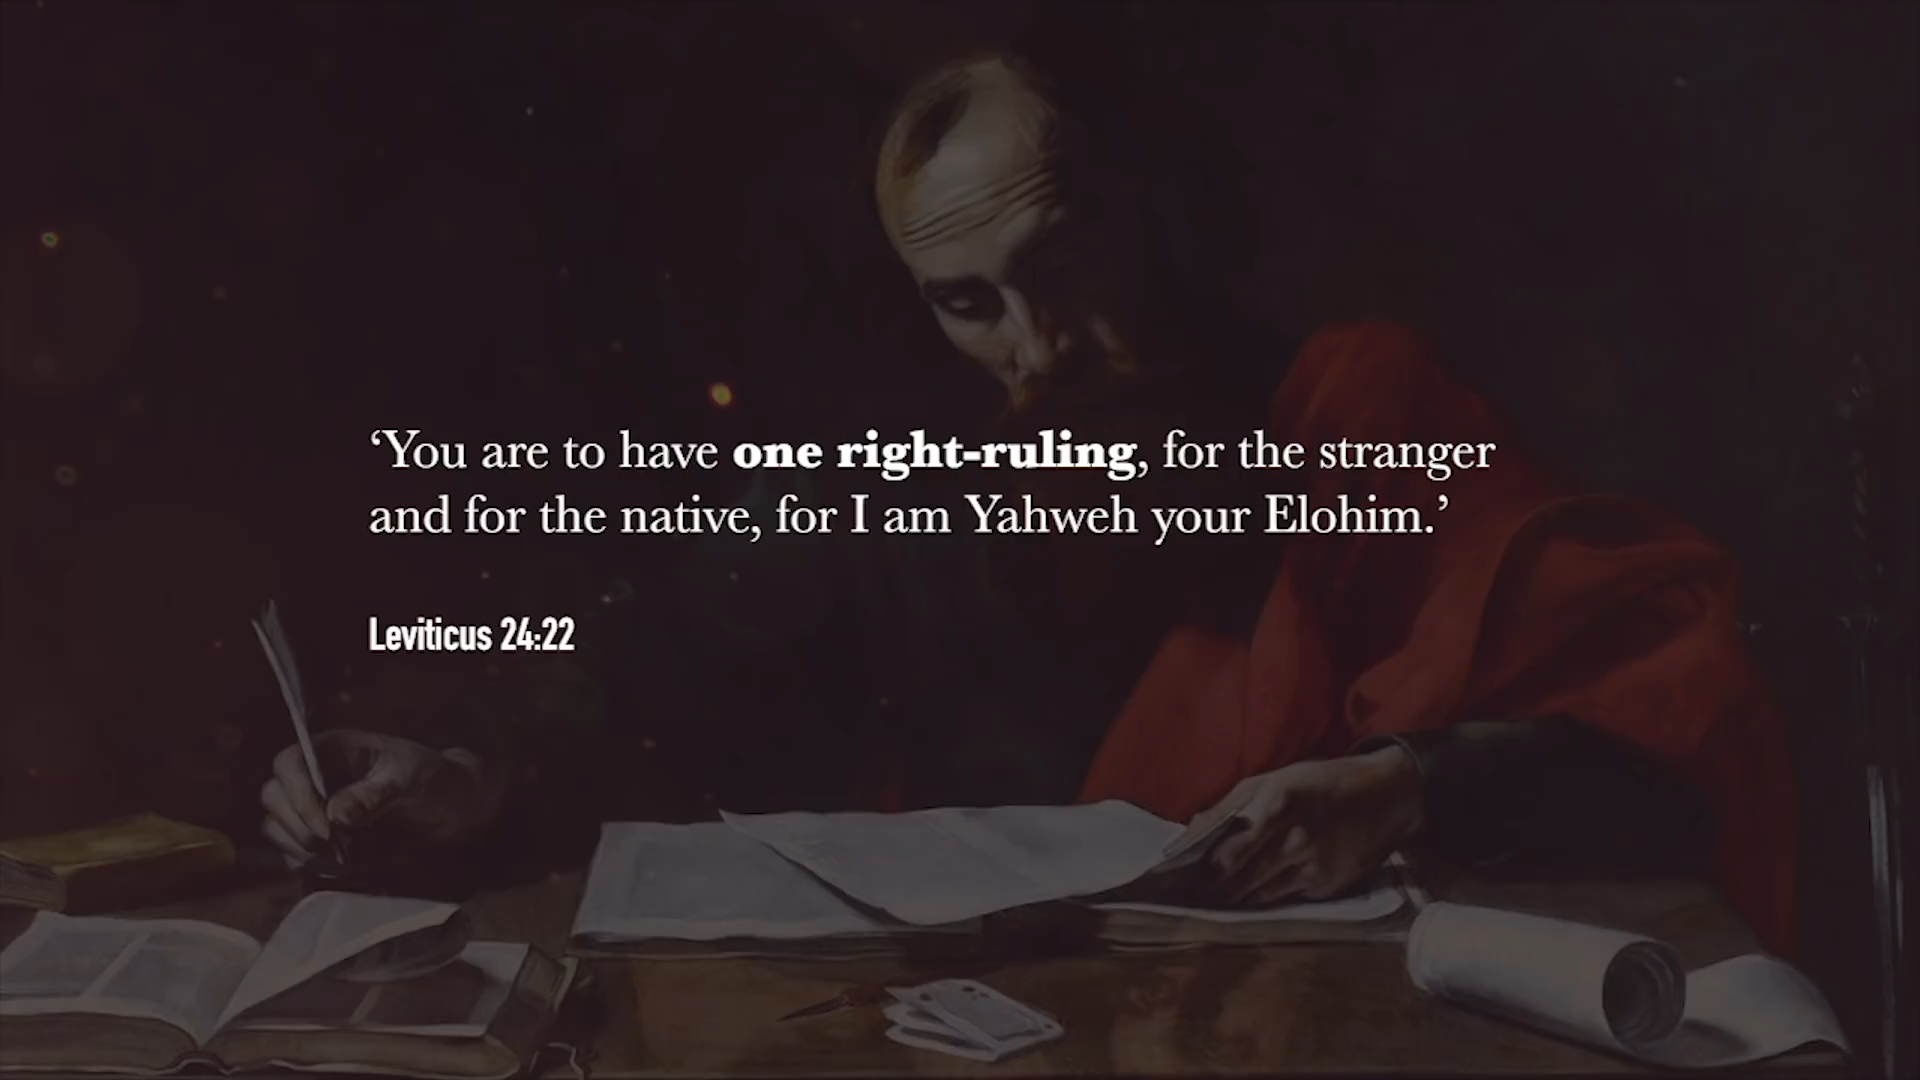 ‘You are to have one right-ruling, for the stranger
and for the native, for I am Yahweh your Elohim.’
Leviticus 24:22